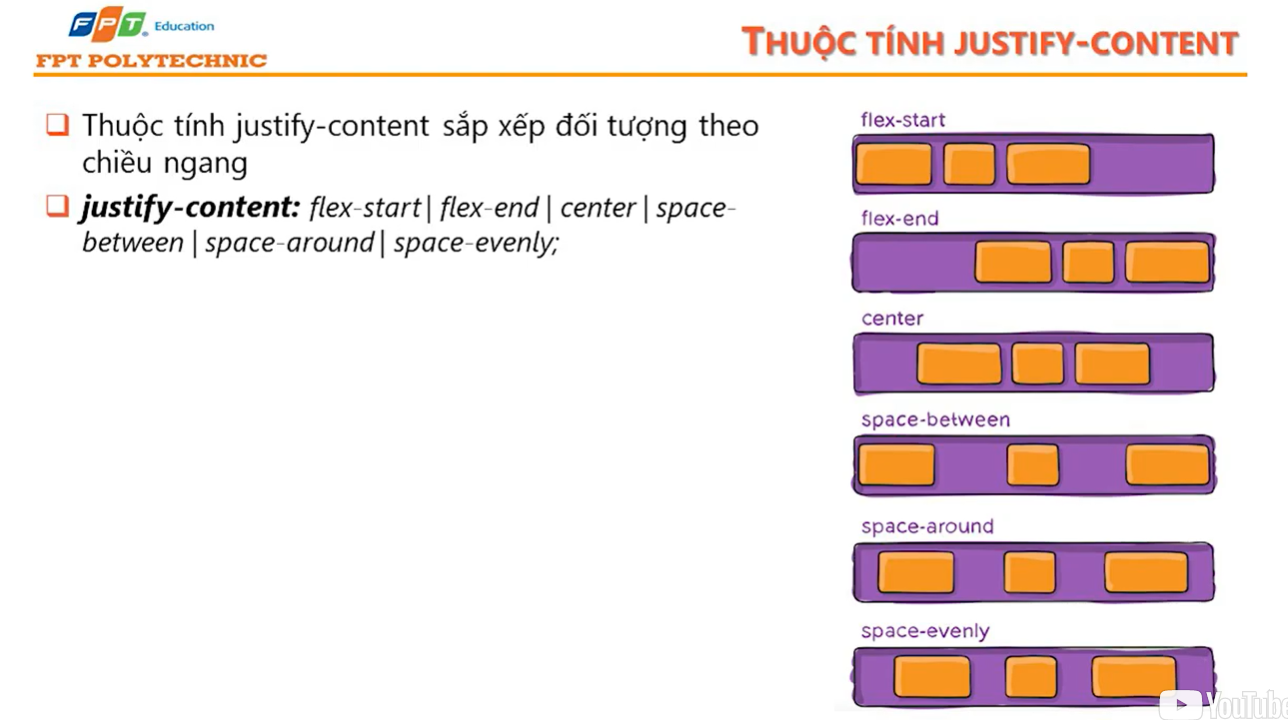 FPT Education
FPT POLYTECHNIC
THUỘC TÍNH JUSTIFY-CONTENT
Thuộc tính justify-content sắp xếp đối tượng theo
chiều ngang
justify-content: flex-start| flex-end | center | space-
between | space-around| space-evenly;
flex-start
flex-end
center
space-between
space-around
space-evenly
YouTube